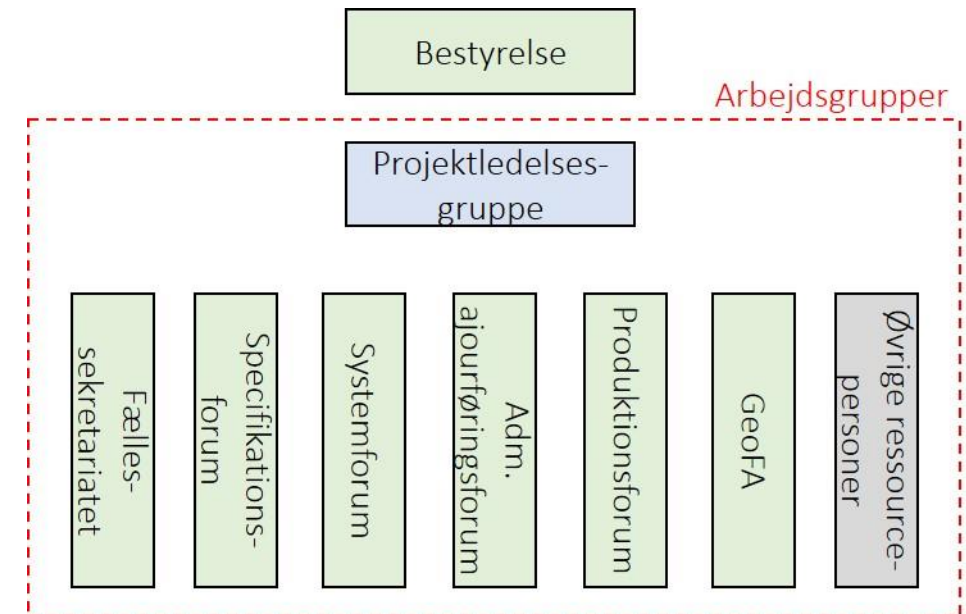 Bestyrelse
Arbejdsgrupper
Projektledelses-
gruppe
Fælles-
sekretariatet
Specifikations-
forum
Systemforum
Adm.
ajourføringsforum
Produktionsforum
GeoFA
Øvrige ressource-
personer